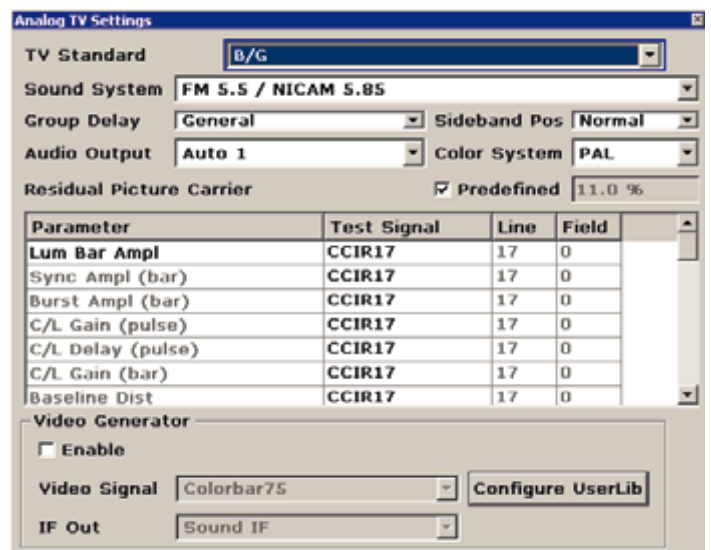 Analog TV Settings
TV Standard B/G
Sound System FM 5.5 / NICAM 5.85
Group Delay General Sideband Pos Normal
Audio Output Auto 1 Color System PAL
Residual Picture Carrier Predefined 11.0 %
Parameter Test Signal Line Field
Lum Bar Ampl CCIR17 17 0
Sync Ampl (bar) CCIR17 17 0
Burst Ampl (bar) CCIR17 17 0
C/L Gain (pulse) CCIR17 17 0
C/L Delay (pulse) CCIR17 17 0
C/L Gain (bar) CCIR17 17 0
Baseline Dist CCIR17 17 0
Video Generator
Enable
Video Signal Colorbar75 Configure UserLib
IF Out Sound IF